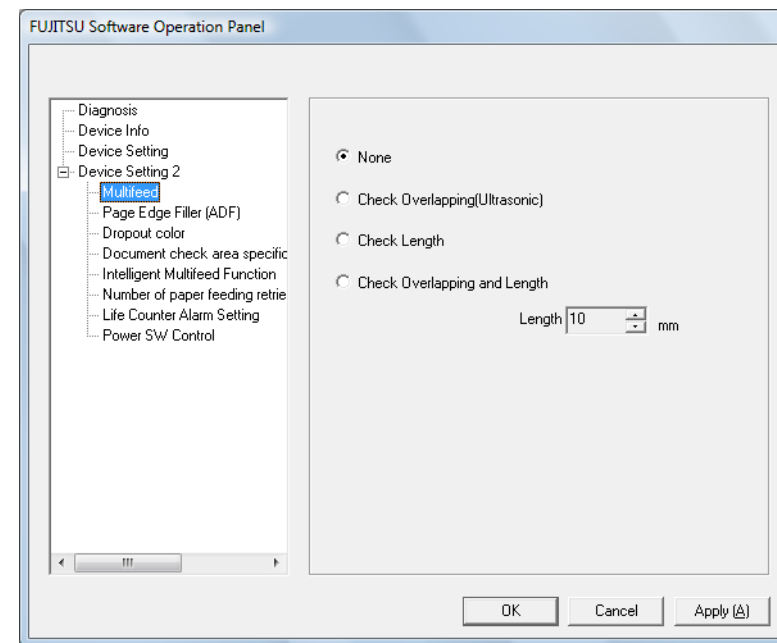 FUJITSU Software Operation Panel
Diagnosis
Device Info
Device Setting
Device Setting 2
Multifeed
Page Edge Filler (ADF)
Dropout color
Document check area specific
Intelligent Multifeed Function
Number of paper feeding retrie
Life Counter Alarm Setting
Power SW Control
None
Check Overlapping(Ultrasonic)
Check Length
Check Overlapping and Length
Length 10 mm
OK Cancel Apply (A)